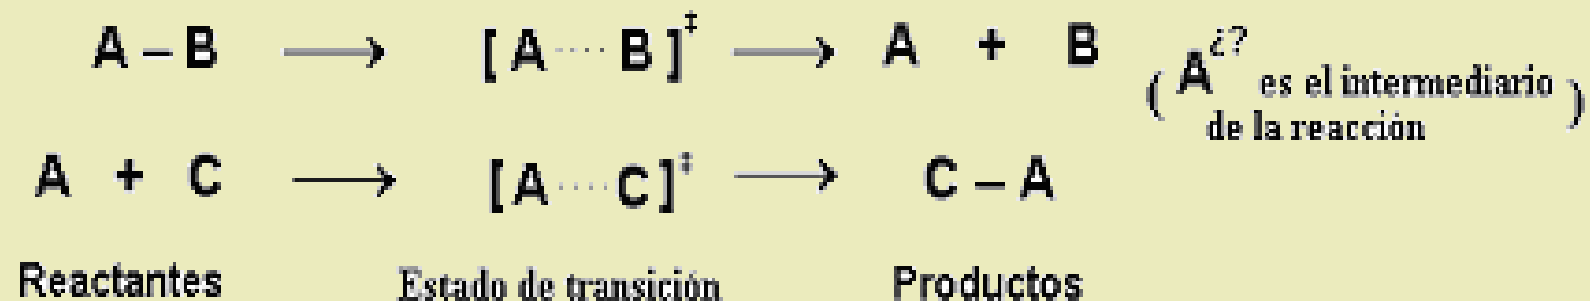 A – B ⟶ [ A ····· B ]‡ ⟶ A + B ( A¿? es el intermediario
de la reacción )
A + C ⟶ [ A ····· C ]‡ ⟶ C – A
Reactantes Estado de transición Productos